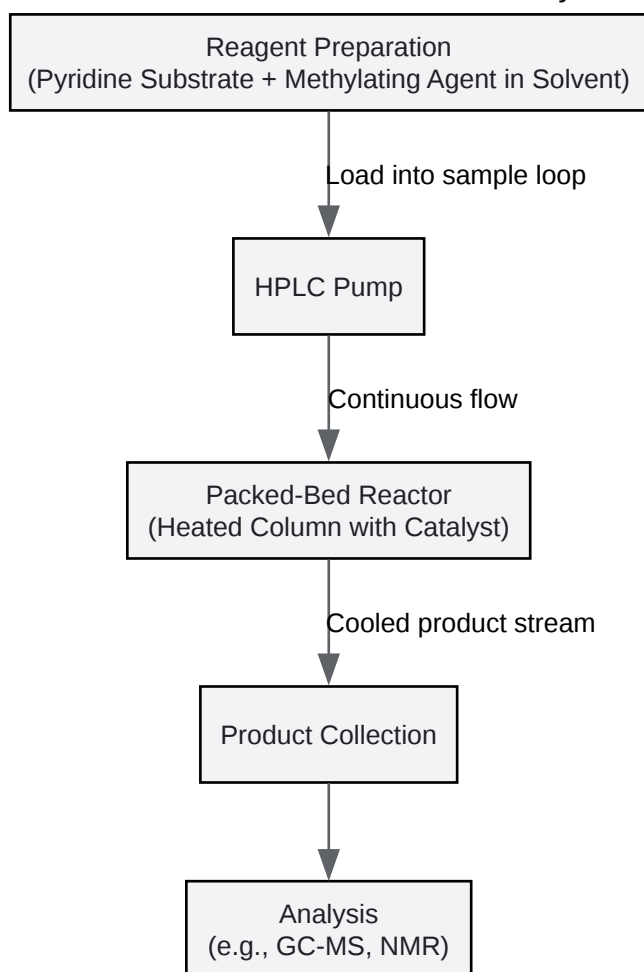 Reagent Preparation
(Pyridine Substrate + Methylating Agent in Solvent)
Load into sample loop
HPLC Pump
Continuous flow
Packed-Bed Reactor
(Heated Column with Catalyst)
Cooled product stream
Product Collection
Analysis
(e.g., GC-MS, NMR)